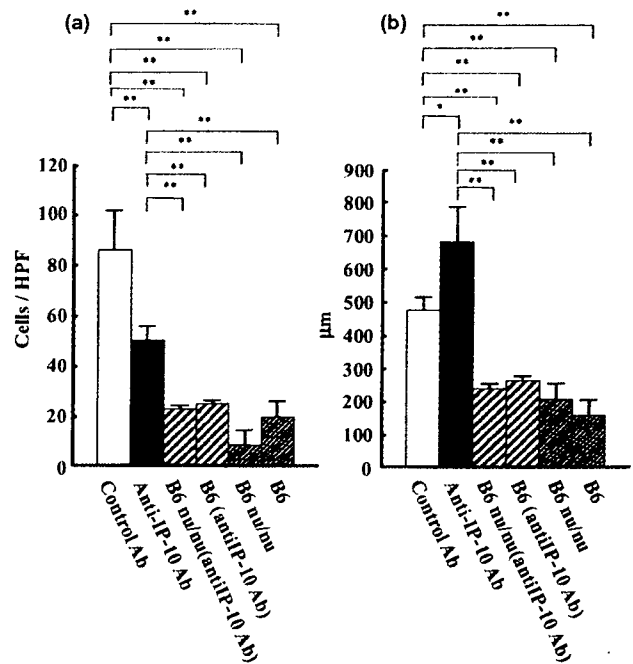 (a)
**
**
**
**
**
**
**
**
**
120
100
80
60
40
20
0
Cells / HPF
Control Ab
Anti-IP-10 Ab
B6 nu/nu(antiIP-10 Ab)
B6 (antiIP-10 Ab)
B6 nu/nu
B6
(b)
**
**
**
**
*
**
**
**
**
900
800
700
600
500
400
300
200
100
0
µm
Control Ab
Anti-IP-10 Ab
B6 nu/nu(antiIP-10 Ab)
B6 (antiIP-10 Ab)
B6 nu/nu
B6